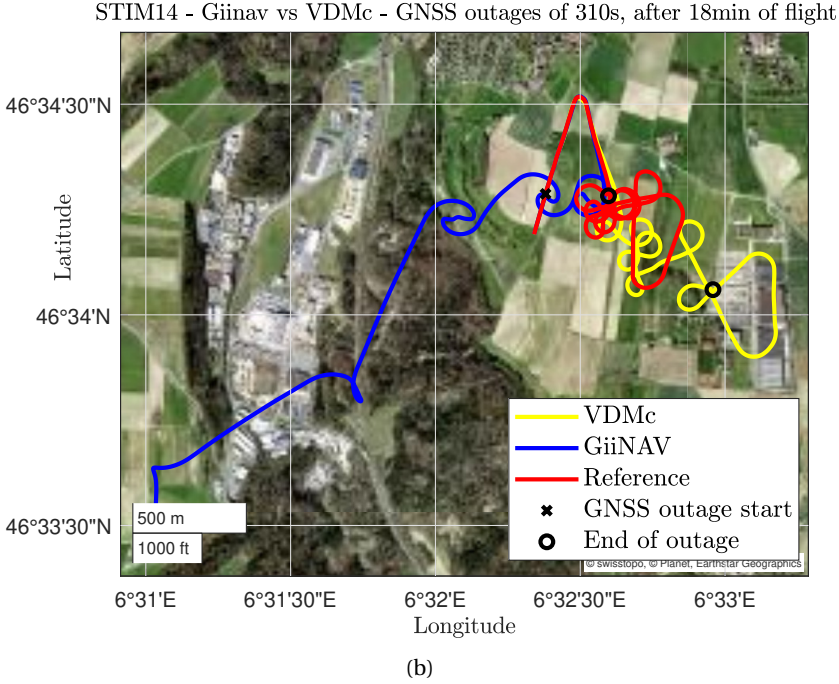 STIM14 - Giinav vs VDMc - GNSS outages of 310s, after 18min of flight
46°34'30"N
46°34'N
46°33'30"N
Latitude
VDMc
GiiNAV
Reference
GNSS outage start
End of outage
500 m
1000 ft
© swisstopo, © Planet, Earthstar Geographics
6°31'E
6°31'30"E
6°32'E
6°32'30"E
6°33'E
Longitude
(b)